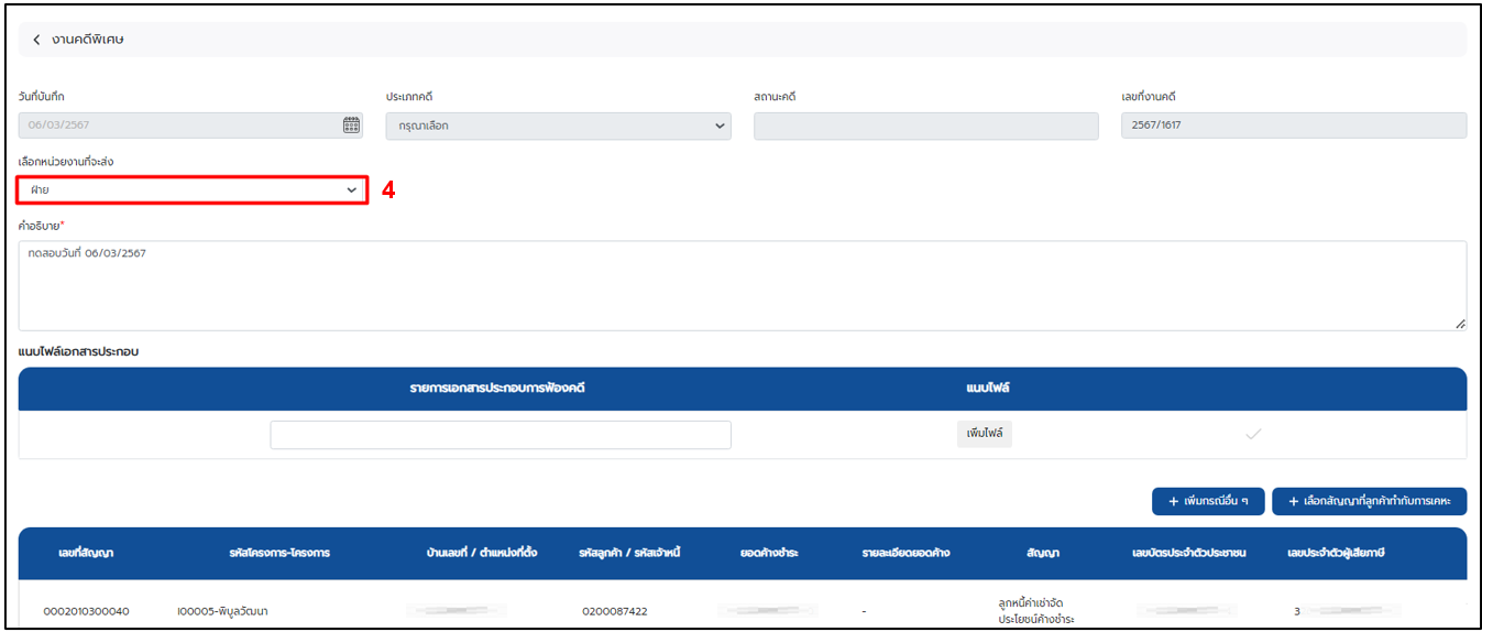 งานคดีพิเศษ
วันที่บันทึก ประเภทคดี สถานะคดี เลขที่งานคดี
06/03/2567 กรุณาเลือก 2567/1617
เลือกหน่วยงานที่จะส่ง
ฝ่าย 4
คำอธิบาย*
ทดสอบวันที่ 06/03/2567
แนบไฟล์เอกสารประกอบ
รายการเอกสารประกอบการฟ้องคดี แนบไฟล์
เพิ่มไฟล์
+ เพิ่มกรณีอื่น ๆ + เลือกสัญญาที่ลูกค้าทำกับการเคหะ
เลขที่สัญญา รหัสโครงการ-โครงการ บ้านเลขที่ / ตำแหน่งที่ตั้ง รหัสลูกค้า / รหัสเจ้าหนี้ ยอดค้างชำระ รายละเอียดยอดค้าง สัญญา เลขบัตรประจำตัวประชาชน เลขประจำตัวผู้เสียภาษี
0002010300040 I00005-พิบูลวัฒนา 0200087422 - ลูกหนี้ค่าเช่าจัด 3
ประโยชน์ค้างชำระ